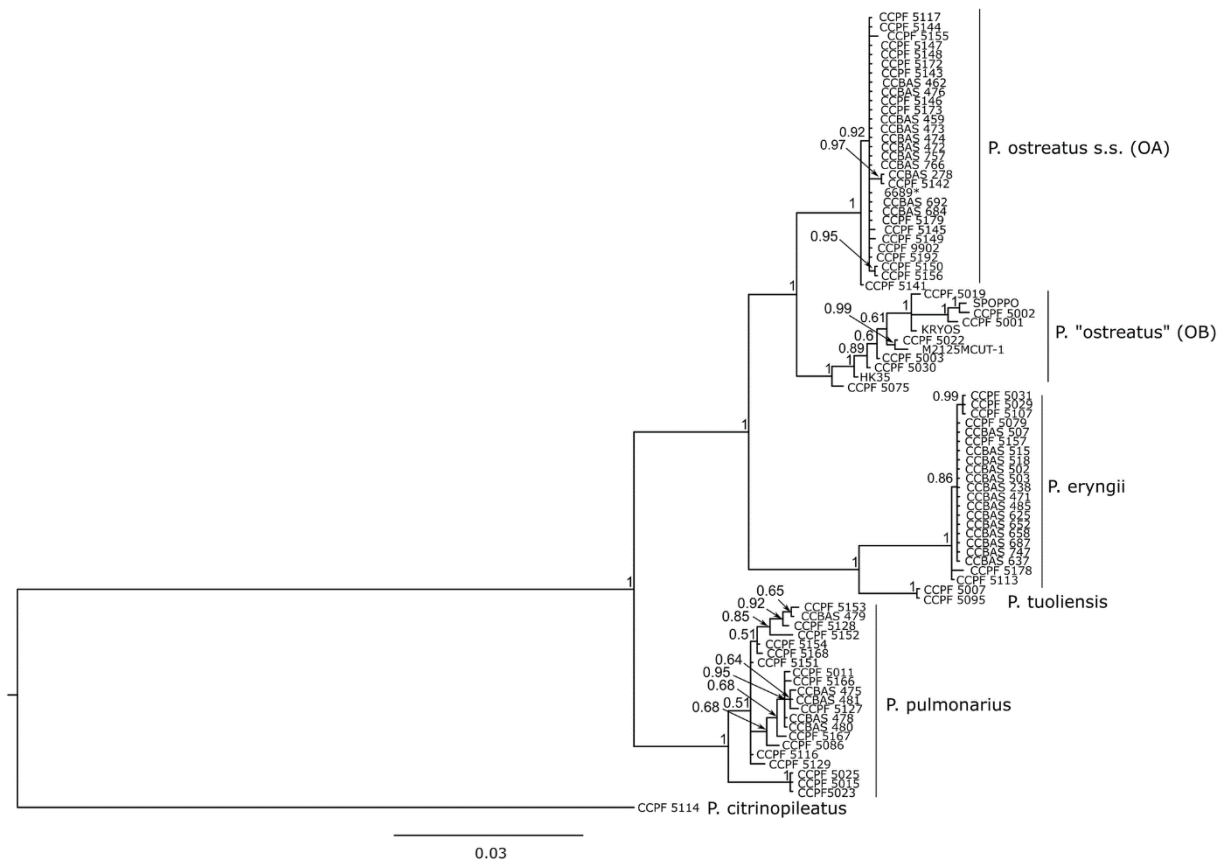 CCPF 5117
CCPF 5144
CCPF 5155
CCPF 5147
CCPF 5148
CCPF 5172
CCPF 5143
CCBAS 462
CCBAS 476
CCPF 5146
CCPF 5173
CCBAS 459
CCBAS 473
0.92 CCBAS 474
0.97 CCBAS 472
CCBAS 757
CCBAS 766
CCBAS 278
CCPF 5142
6689*
1 CCBAS 692
CCBAS 684
CCPF 5179
CCPF 5145
0.95 CCPF 5149
CCPF 9902
CCPF 5192
CCPF 5150
CCPF 5156
CCPF 5141
P. ostreatus s.s. (OA)
1
CCPF 5019
1 1 SPOPPO
0.99 1 CCPF 5002
0.61 CCPF 5001
KRYOS
0.6 CCPF 5022
0.89 M2125MCUT-1
CCPF 5003
1 CCPF 5030
1 HK35
CCPF 5075
P. "ostreatus" (OB)
0.99 CCPF 5031
CCPF 5029
CCPF 5107
CCPF 5079
CCBAS 507
CCPF 5157
CCBAS 515
CCBAS 518
CCBAS 502
0.86 CCBAS 503
CCBAS 238
CCBAS 471
CCBAS 485
CCBAS 625
CCBAS 652
1 CCBAS 658
CCBAS 687
CCBAS 747
CCBAS 637
CCPF 5178
CCPF 5113
P. eryngii
1
1
1 CCPF 5007
CCPF 5095
P. tuoliensis
1
0.65 CCPF 5153
0.92 CCBAS 479
0.85 CCPF 5128
CCPF 5152
0.51 CCPF 5154
CCPF 5168
0.64 CCPF 5151
0.95 CCPF 5011
0.68 CCPF 5166
CCBAS 475
0.68 0.51 CCBAS 481
CCPF 5127
CCBAS 478
CCBAS 480
1 CCPF 5167
CCPF 5086
CCPF 5116
CCPF 5129
1 CCPF 5025
CCPF 5015
CCPF5023
P. pulmonarius
CCPF 5114 P. citrinopileatus
0.03